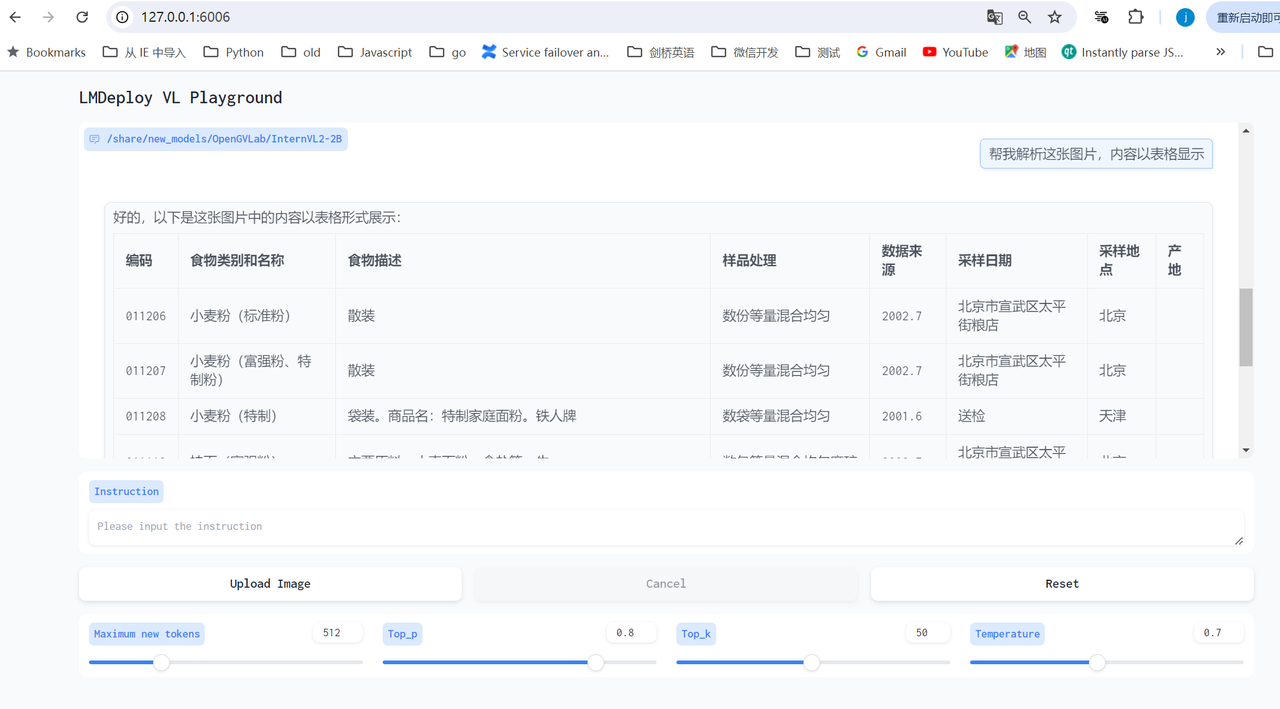 127.0.0.1:6006
重新启动即可
Bookmarks 从 IE 中导入 Python old Javascript go Service failover an... 剑桥英语 微信开发 测试 Gmail YouTube 地图 Instantly parse JS... »
LMDeploy VL Playground
/share/new_models/OpenGVLab/InternVL2-2B
帮我解析这张图片，内容以表格显示
好的，以下是这张图片中的内容以表格形式展示：
编码 食物类别和名称 食物描述 样品处理 数据来源 采样日期 采样地点 产地
011206 小麦粉（标准粉） 散装 数份等量混合均匀 2002.7 北京市宣武区太平街粮店 北京
011207 小麦粉（富强粉、特制粉） 散装 数份等量混合均匀 2002.7 北京市宣武区太平街粮店 北京
011208 小麦粉（特制） 袋装。商品名：特制家庭面粉。铁人牌 数袋等量混合均匀 2001.6 送检 天津
北京市宣武区太平
Instruction
Please input the instruction
Upload Image Cancel Reset
Maximum new tokens 512 Top_p 0.8 Top_k 50 Temperature 0.7